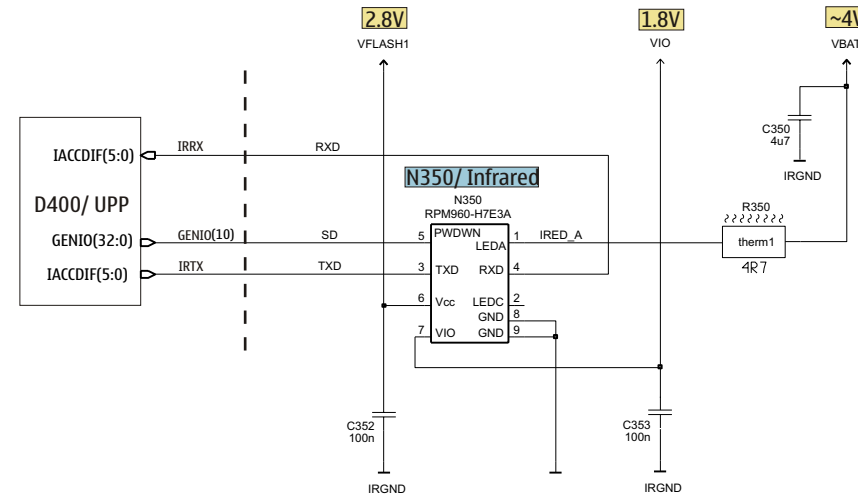 2.8V
1.8V
~4V
VFLASH1
VIO
VBAT
C350
4u7
IRGND
IACCDIF(5:0)
IRRX
RXD
D400/ UPP
N350/ Infrared
N350
RPM960-H7E3A
R350
GENIO(32:0)
GENIO(10)
SD
5
PWDWN
LEDA
1
IRED_A
therm1
4R7
IACCDIF(5:0)
IRTX
TXD
3
TXD
RXD
4
6
Vcc
LEDC
2
GND
8
7
VIO
GND
9
C352
100n
C353
100n
IRGND
IRGND